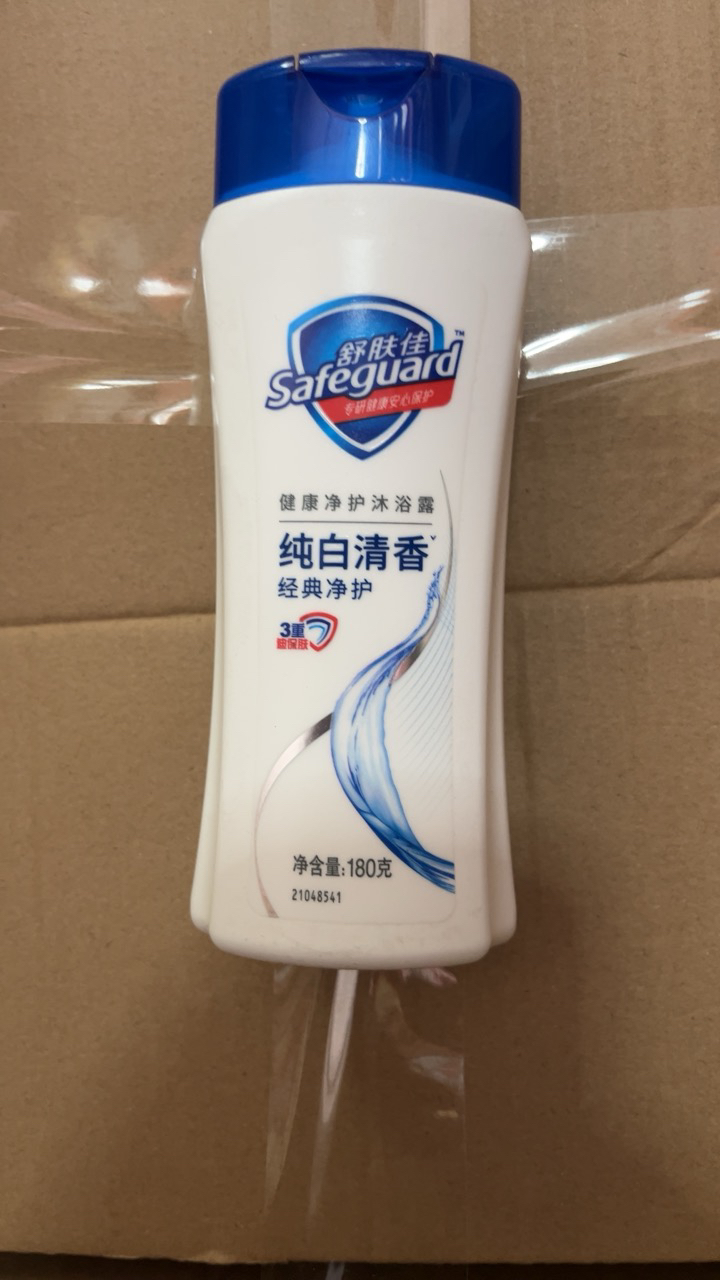 舒肤佳
Safeguard™
专研健康安心保护
健康净护沐浴露
纯白清香
经典净护
3重
净含量:180克
21048541